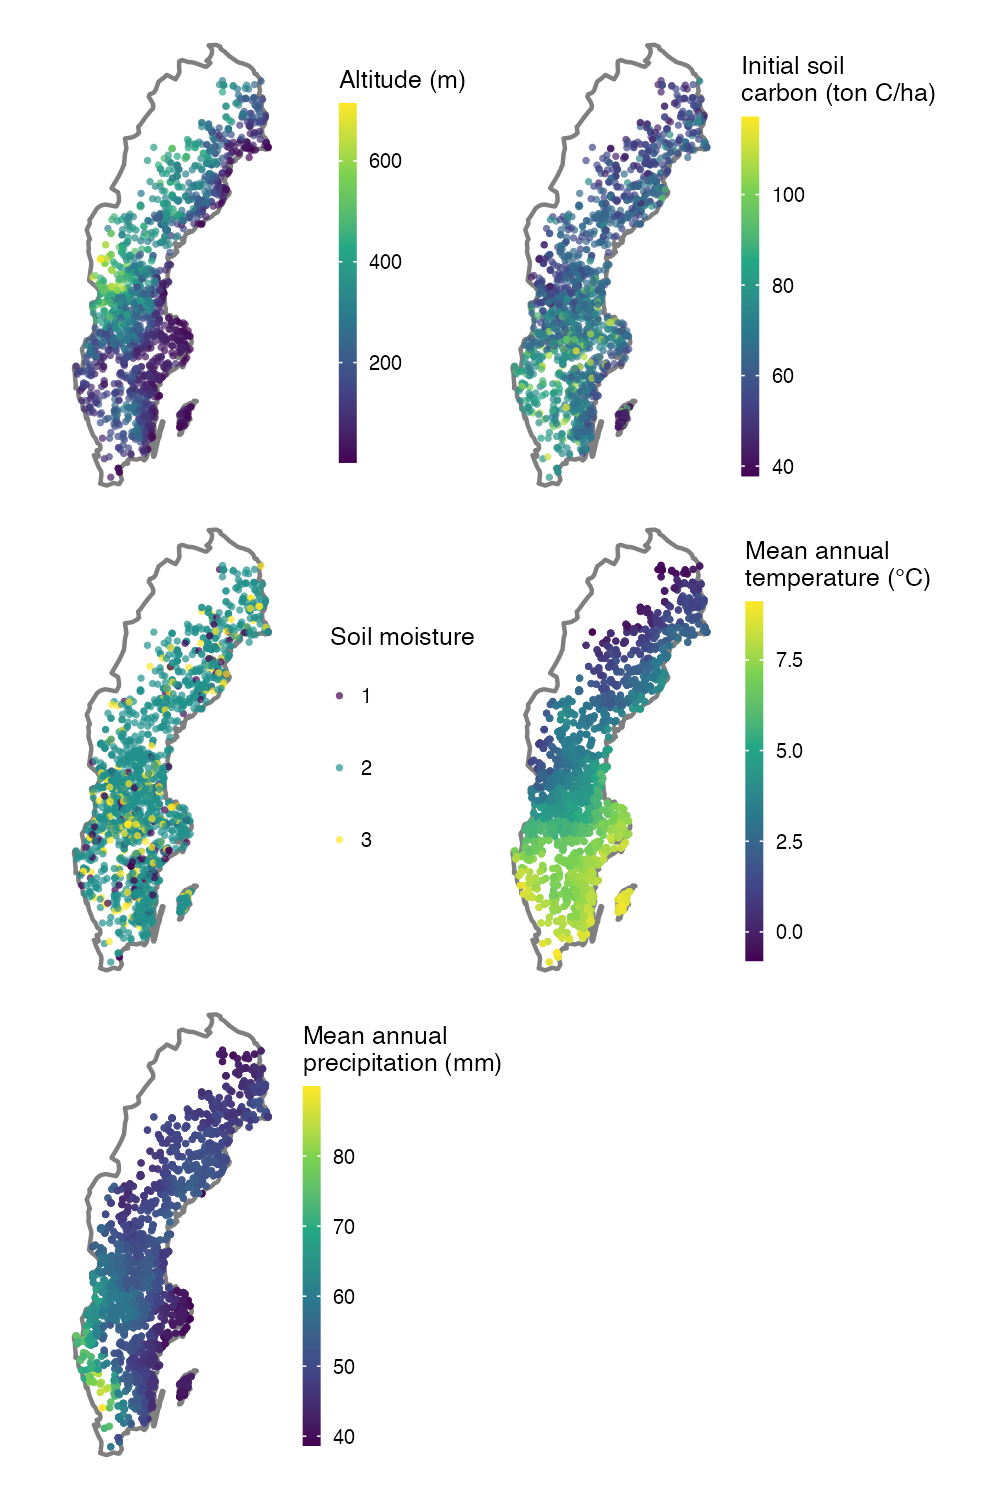 Altitude (m)
600
400
200
Initial soil
carbon (ton C/ha)
100
80
60
40
Soil moisture
1
2
3
Mean annual
temperature (°C)
7.5
5.0
2.5
0.0
Mean annual
precipitation (mm)
80
70
60
50
40